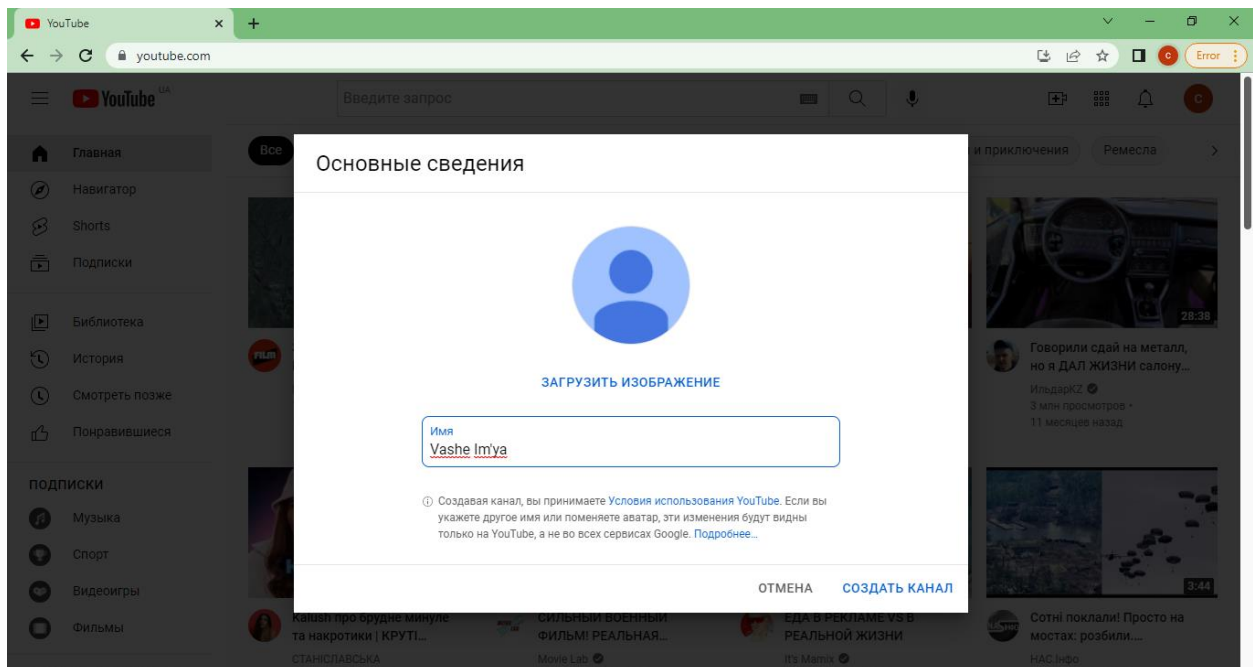 YouTube
youtube.com
Error
YouTube UA
Введите запрос
C
Главная
Навигатор
Shorts
Подписки
Библиотека
История
Смотреть позже
Понравившиеся
ПОДПИСКИ
Музыка
Спорт
Видеоигры
Фильмы
Все
и приключения
Ремесла
Основные сведения
ЗАГРУЗИТЬ ИЗОБРАЖЕНИЕ
Имя
Vashe Im'ya
Создавая канал, вы принимаете Условия использования YouTube. Если вы
укажете другое имя или поменяете аватар, эти изменения будут видны
только на YouTube, а не во всех сервисах Google. Подробнее…
ОТМЕНА
СОЗДАТЬ КАНАЛ
28:38
FILM
Говорили сдай на металл,
но я ДАЛ ЖИЗНИ салону…
ИльдарKZ
3 млн просмотров •
11 месяцев назад
3:44
Kalush про брудне минуле
та накротики | КРУТІ…
СТАНІСЛАВСЬКА
СИЛЬНЫЙ ВОЕННЫЙ
ФИЛЬМ! РЕАЛЬНАЯ…
Movie Lab
ЕДА В РЕКЛАМЕ VS В
РЕАЛЬНОЙ ЖИЗНИ
It's Mamix
Сотні поклали! Просто на
мостах: розбили….
НАС !нфо